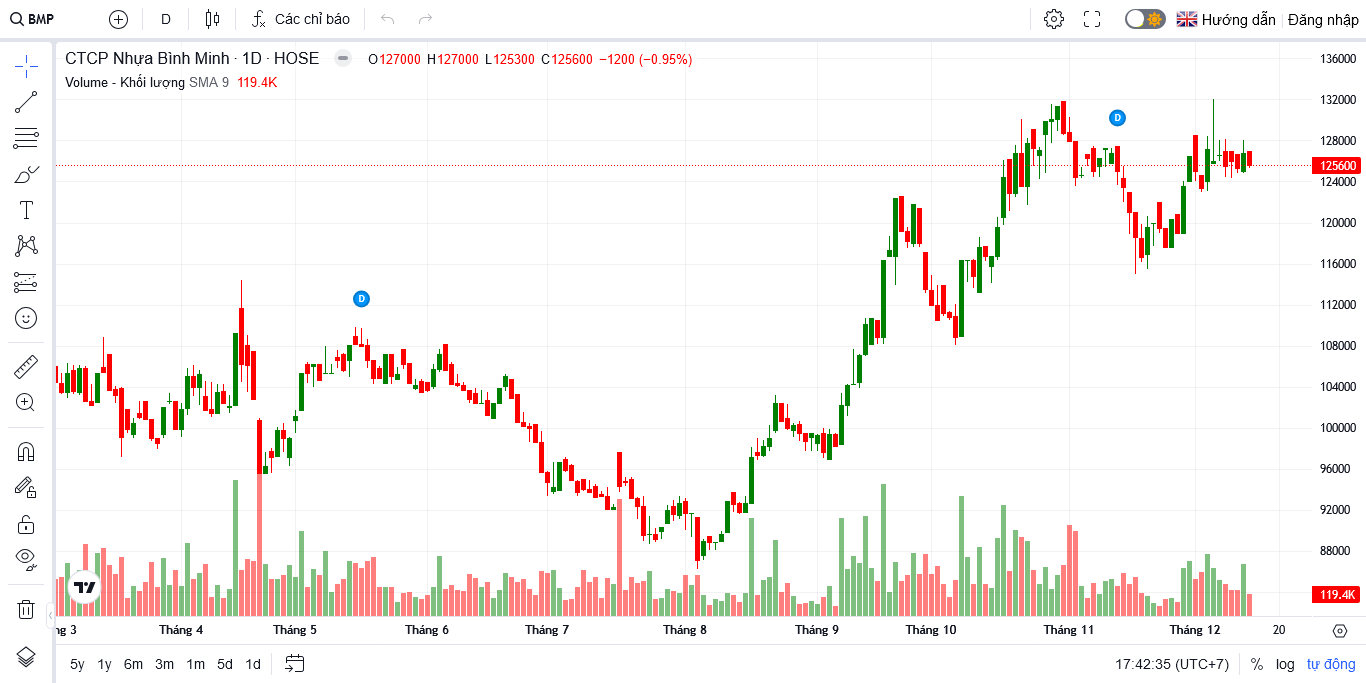 BMP D Các chỉ báo Hướng dẫn Đăng nhập
CTCP Nhựa Bình Minh · 1D · HOSE O127000 H127000 L125300 C125600 −1200 (−0.95%)
Volume - Khối lượng SMA 9 119.4K
136000
132000
D
128000
125600
124000
120000
116000
112000
D
108000
104000
100000
96000
92000
88000
119.4K
ng 3 Tháng 4 Tháng 5 Tháng 6 Tháng 7 Tháng 8 Tháng 9 Tháng 10 Tháng 11 Tháng 12 20
5y 1y 6m 3m 1m 5d 1d 17:42:35 (UTC+7) % log tự động